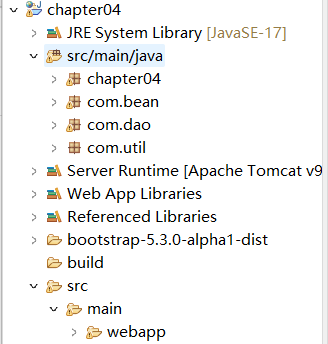 chapter04
JRE System Library [JavaSE-17]
src/main/java
chapter04
com.bean
com.dao
com.util
Server Runtime [Apache Tomcat v9
Web App Libraries
Referenced Libraries
bootstrap-5.3.0-alpha1-dist
build
src
main
webapp